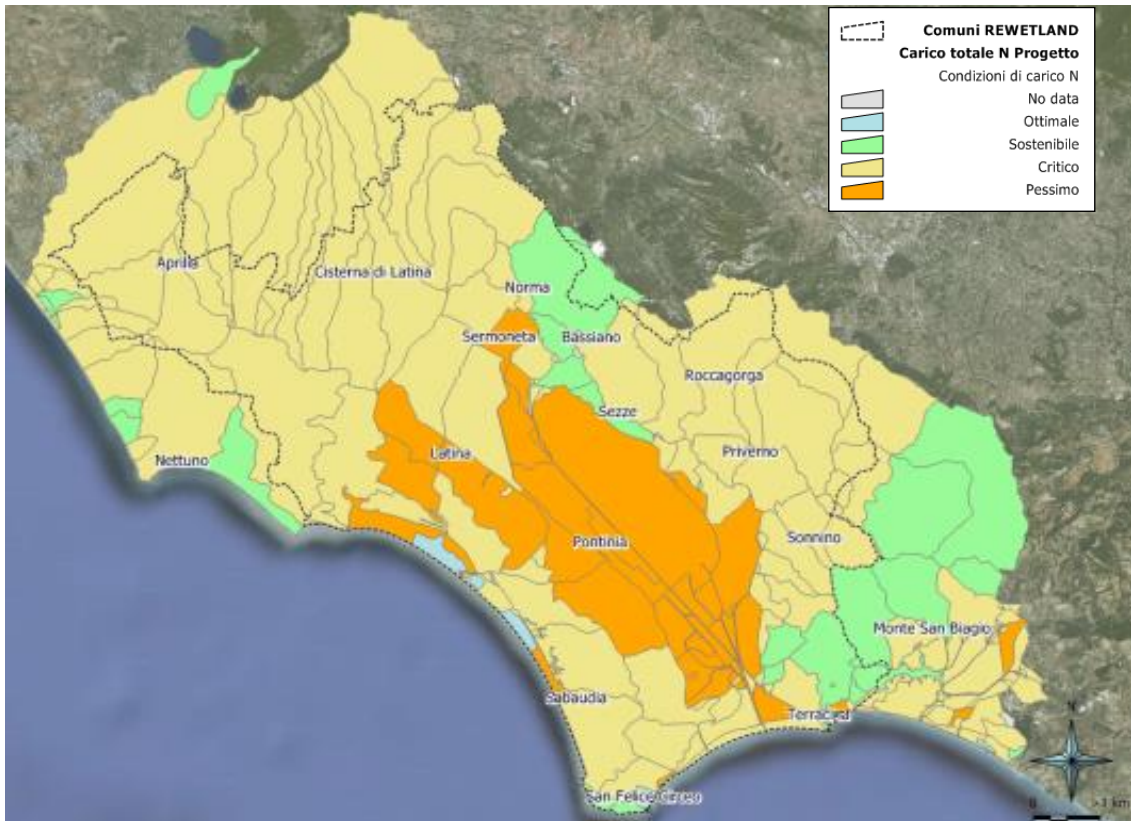 Comuni REWETLAND
Carico totale N Progetto
Condizioni di carico N
No data
Ottimale
Sostenibile
Critico
Pessimo
Aprilia
Cisterna di Latina
Norma
Sermoneta
Bassiano
Roccagorga
Sezze
Latina
Priverno
Nettuno
Pontinia
Sonnino
Monte San Biagio
Sabaudia
Terracina
San Felice Circeo
N